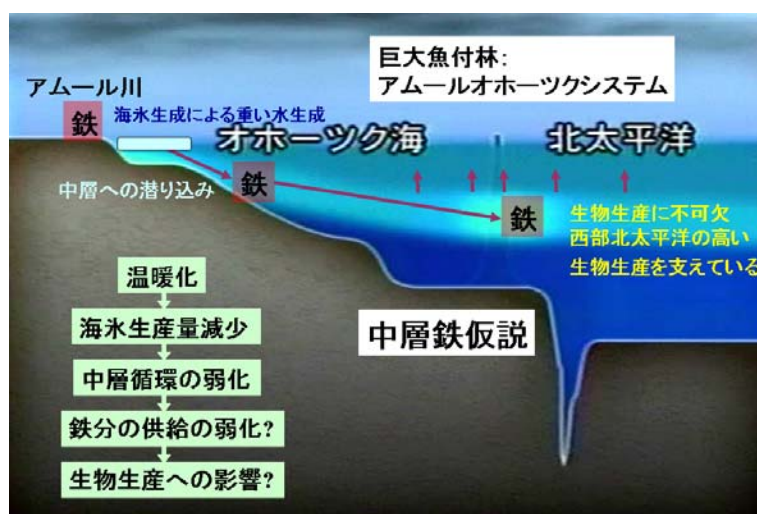 巨大魚付林：
アムールオホーツクシステム
アムール川
鉄
海氷生成による重い水生成
オホーツク海
北太平洋
中層への潜り込み
鉄
鉄
生物生産に不可欠
西部北太平洋の高い
生物生産を支えている
温暖化
海氷生産量減少
中層循環の弱化
鉄分の供給の弱化?
生物生産への影響?
中層鉄仮説